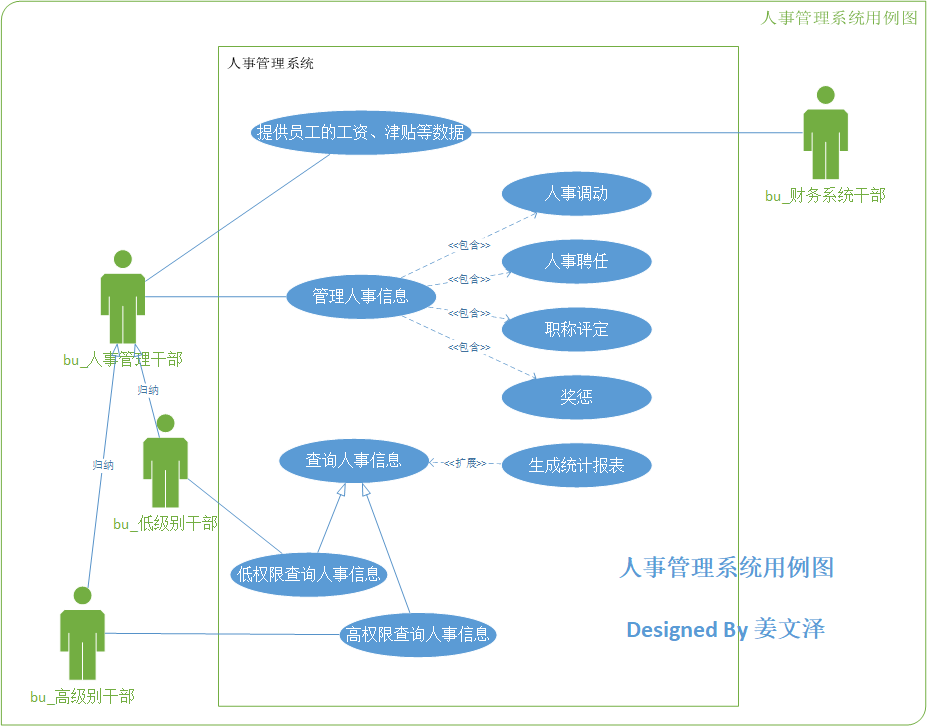 人事管理系统用例图
人事管理系统
提供员工的工资、津贴等数据
bu_财务系统干部
人事调动
<<包含>>
人事聘任
<<包含>>
管理人事信息
<<包含>>
职称评定
<<包含>>
bu_人事管理干部
归纳
奖惩
查询人事信息
<<扩展>>
生成统计报表
归纳
bu_低级别干部
低权限查询人事信息
人事管理系统用例图
高权限查询人事信息
Designed By 姜文泽
bu_高级别干部